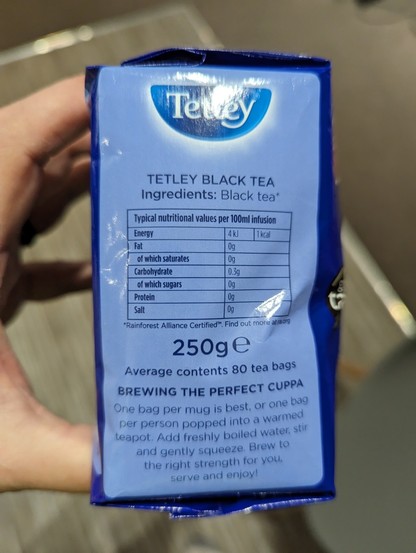 Tetley
TETLEY BLACK TEA
Ingredients: Black tea*
Typical nutritional values per 100ml infusion
Energy 4kJ 1kcal
Fat 0g
of which saturates 0g
Carbohydrate 0.3g
of which sugars 0g
Protein 0g
Salt 0g
*Rainforest Alliance Certified™. Find out more at
250g℮
Average contents 80 tea bags
BREWING THE PERFECT CUPPA
One bag per mug is best, or one bag
per person popped into a warmed
teapot. Add freshly boiled water, stir
and gently squeeze. Brew to
the right strength for you,
serve and enjoy!